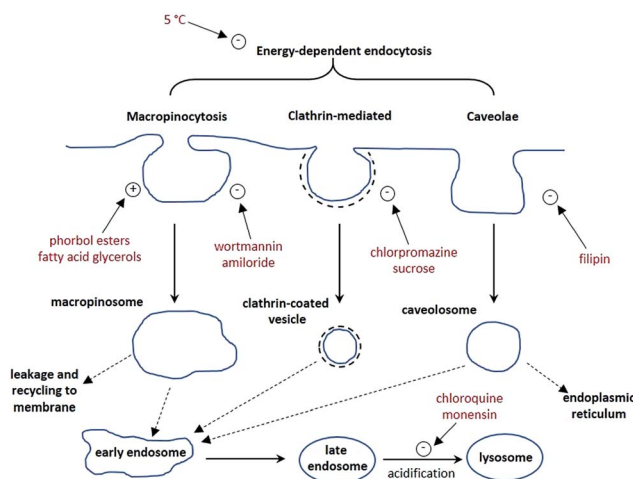 5 °C
-
Energy-dependent endocytosis
Macropinocytosis
Clathrin-mediated
Caveolae
+
-
-
-
phorbol esters
fatty acid glycerols
wortmannin
amiloride
chlorpromazine
sucrose
filipin
macropinosome
clathrin-coated
vesicle
caveolosome
leakage and
recycling to
membrane
endoplasmic
reticulum
chloroquine
monensin
-
early endosome
late
endosome
acidification
lysosome